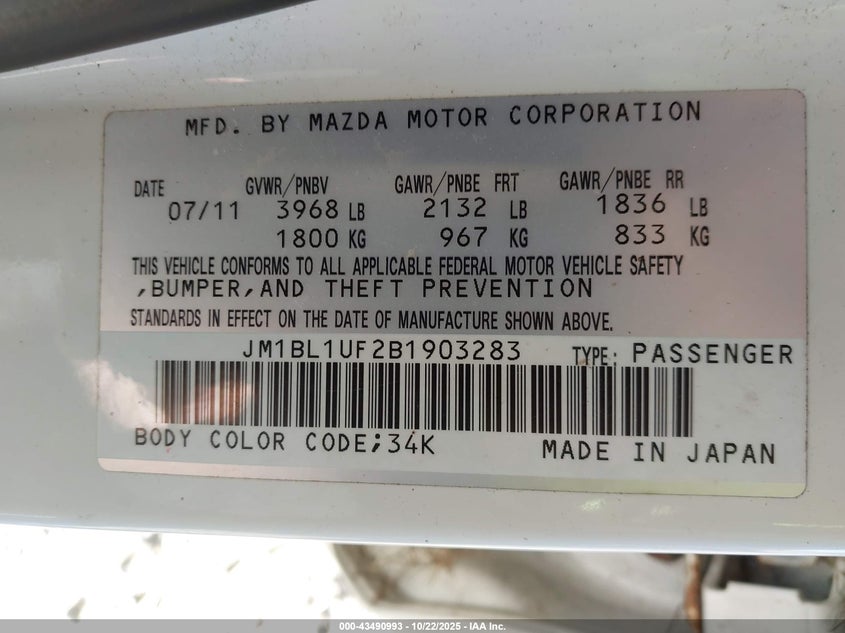 MFD. BY MAZDA MOTOR CORPORATION
DATE GVWR/PNBV GAWR/PNBE FRT GAWR/PNBE RR
07/11 3968 LB 2132 LB 1836 LB
1800 KG 967 KG 833 KG
THIS VEHICLE CONFORMS TO ALL APPLICABLE FEDERAL MOTOR VEHICLE SAFETY
,BUMPER,AND THEFT PREVENTION
STANDARDS IN EFFECT ON THE DATE OF MANUFACTURE SHOWN ABOVE.
JM1BL1UF2B1903283 TYPE: PASSENGER
BODY COLOR CODE;34K MADE IN JAPAN
000-43490993 - 10/22/2025 - IAA Inc.